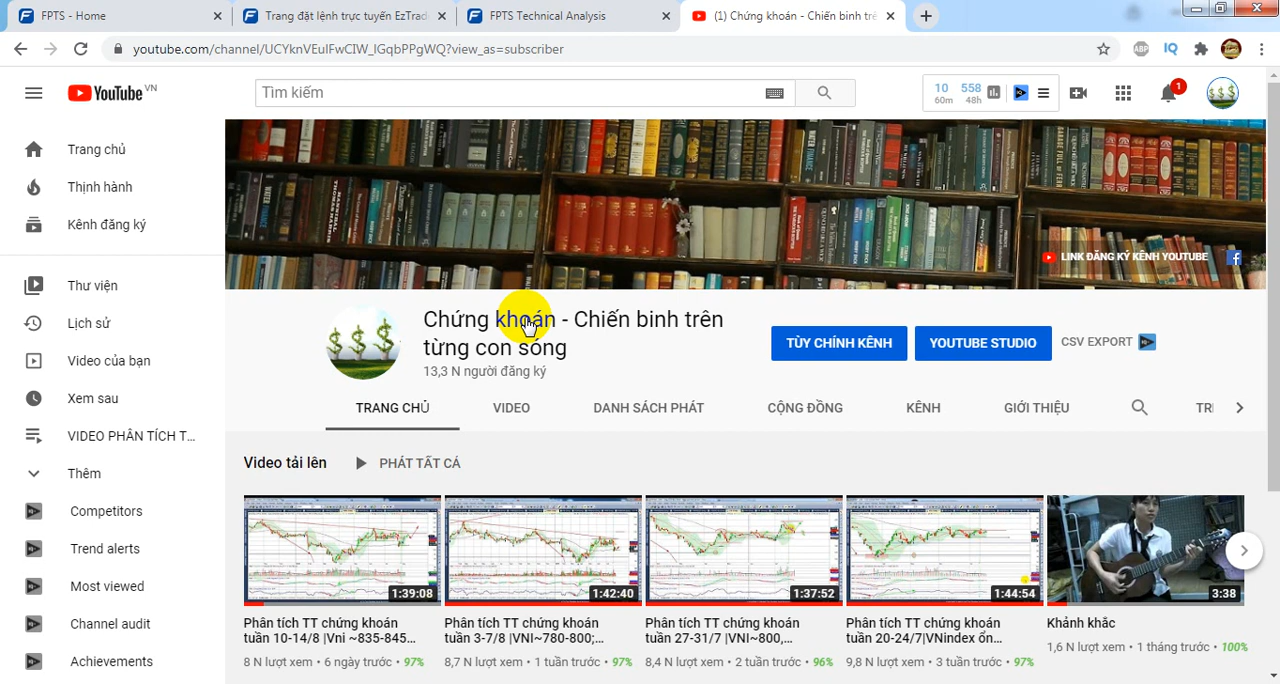 FPTS - Home
Trang đặt lệnh trực tuyến EzTrad
FPTS Technical Analysis
(1) Chứng khoán - Chiến binh trê
youtube.com/channel/UCYknVEuIFwCIW_lGqbPPgWQ?view_as=subscriber
ABP
IQ
YouTube VN
Tìm kiếm
10 558
60m 48h
1
Trang chủ
Thịnh hành
Kênh đăng ký
Thư viện
Lịch sử
Video của bạn
Xem sau
VIDEO PHÂN TÍCH T...
Thêm
Competitors
Trend alerts
Most viewed
Channel audit
Achievements
LINK ĐĂNG KÝ KÊNH YOUTUBE
Chứng khoán - Chiến binh trên
từng con sóng
13,3 N người đăng ký
TÙY CHỈNH KÊNH
YOUTUBE STUDIO
CSV EXPORT
TRANG CHỦ
VIDEO
DANH SÁCH PHÁT
CỘNG ĐỒNG
KÊNH
GIỚI THIỆU
Video tải lên
PHÁT TẤT CẢ
1:39:08
1:42:40
1:37:52
1:44:54
3:38
Phân tích TT chứng khoán
tuần 10-14/8 |Vni ~835-845...
8 N lượt xem • 6 ngày trước • 97%
Phân tích TT chứng khoán
tuần 3-7/8 |VNI~780-800;...
8,7 N lượt xem • 1 tuần trước • 97%
Phân tích TT chứng khoán
tuần 27-31/7 |VNI~800,...
8,4 N lượt xem • 2 tuần trước • 96%
Phân tích TT chứng khoán
tuần 20-24/7|VNindex ổn...
9,8 N lượt xem • 3 tuần trước • 97%
Khảnh khắc
1,6 N lượt xem • 1 tháng trước • 100%